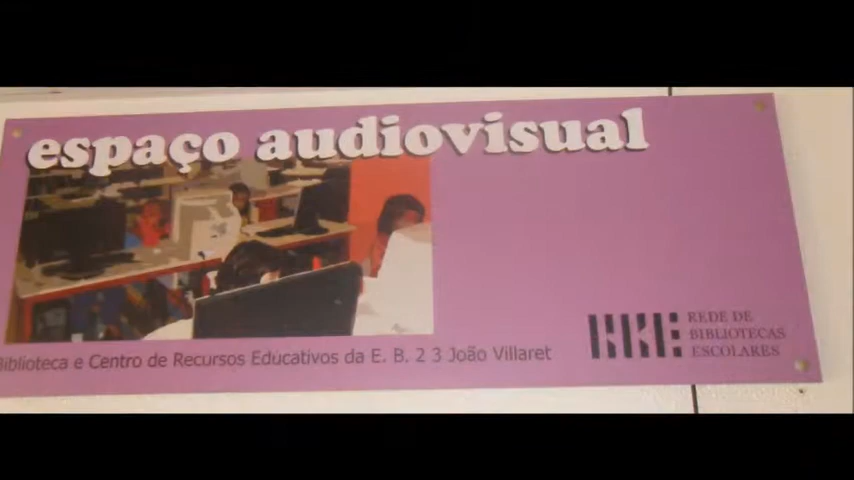 espaço audiovisual
Biblioteca e Centro de Recursos Educativos da E. B. 2 3 João Villaret
REDE DE
BIBLIOTECAS
ESCOLARES